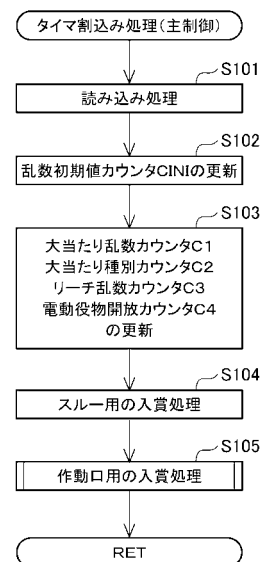 タイマ割込み処理(主制御)
S101
読み込み処理
S102
乱数初期値カウンタCINIの更新
S103
大当たり乱数カウンタC1
大当たり種別カウンタC2
リーチ乱数カウンタC3
電動役物開放カウンタC4
の更新
S104
スルー用の入賞処理
S105
作動口用の入賞処理
RET